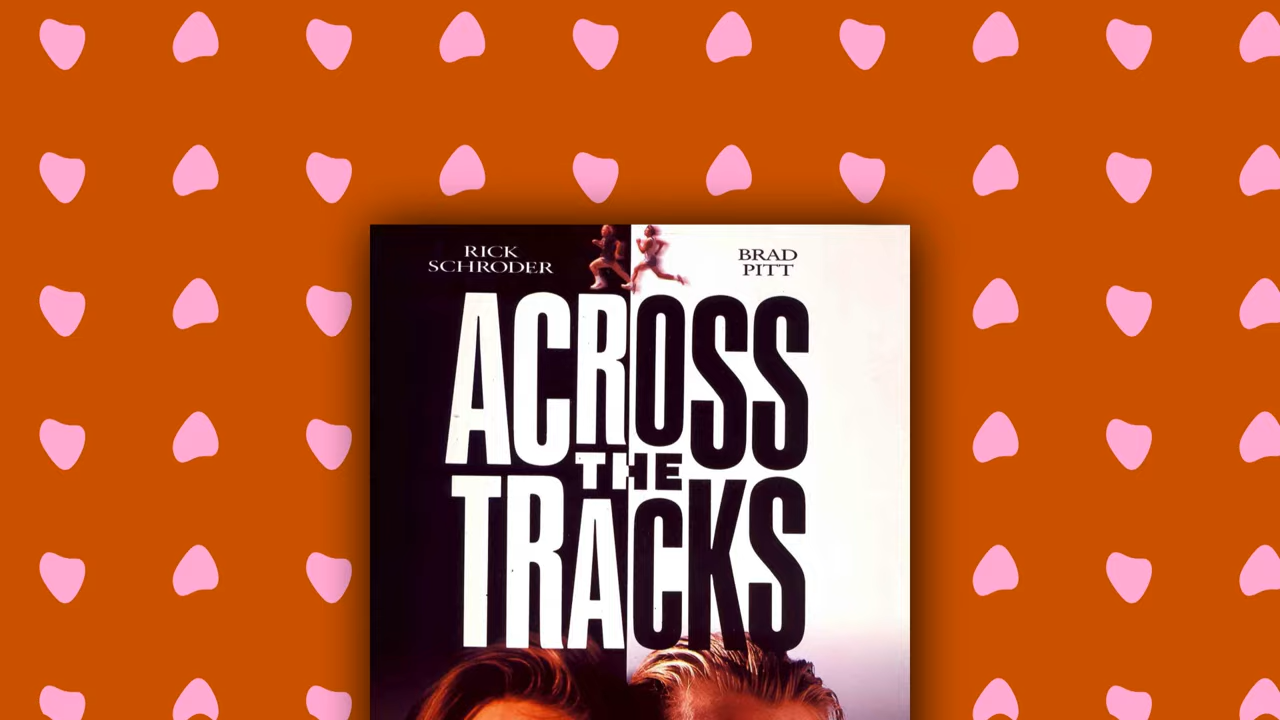 RICK
SCHRODER
BRAD
PITT
ACROSS
THE
TRACKS